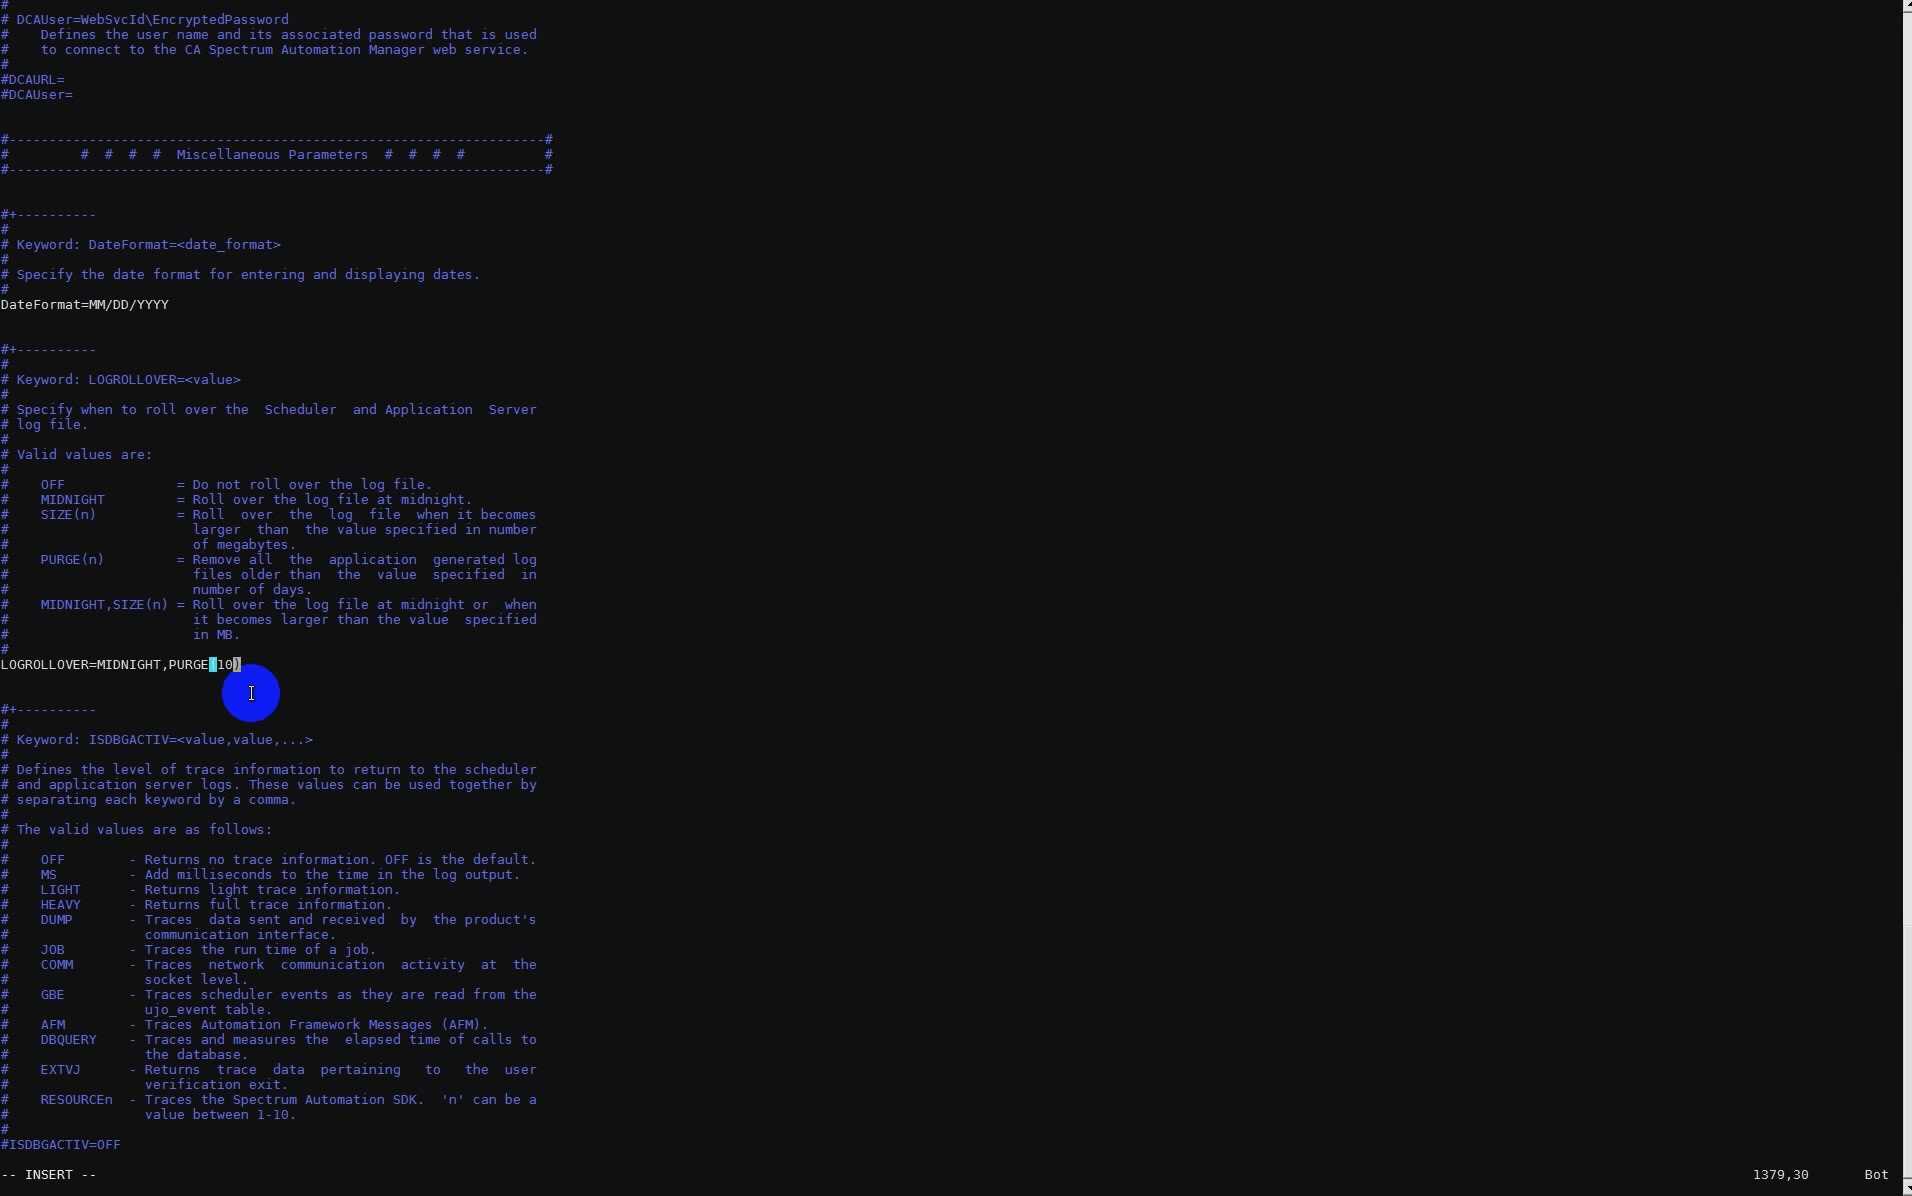 #
# DCAUser=WebSvcId\EncryptedPassword
#    Defines the user name and its associated password that is used
#    to connect to the CA Spectrum Automation Manager web service.
#
#DCAURL=
#DCAUser=
#-------------------------------------------------------------------#
#         #  #  #  #  Miscellaneous Parameters  #  #  #  #          #
#-------------------------------------------------------------------#
#+----------
#
# Keyword: DateFormat=<date_format>
#
# Specify the date format for entering and displaying dates.
#
DateFormat=MM/DD/YYYY
#+----------
#
# Keyword: LOGROLLOVER=<value>
#
# Specify when to roll over the  Scheduler  and Application  Server
# log file.
#
# Valid values are:
#
#    OFF              = Do not roll over the log file.
#    MIDNIGHT         = Roll over the log file at midnight.
#    SIZE(n)          = Roll  over  the  log  file  when it becomes
#                       larger  than  the value specified in number
#                       of megabytes.
#    PURGE(n)         = Remove all  the  application  generated log
#                       files older than  the  value  specified  in
#                       number of days.
#    MIDNIGHT,SIZE(n) = Roll over the log file at midnight or  when
#                       it becomes larger than the value  specified
#                       in MB.
#
LOGROLLOVER=MIDNIGHT,PURGE(10)
#+----------
#
# Keyword: ISDBGACTIV=<value,value,...>
#
# Defines the level of trace information to return to the scheduler
# and application server logs. These values can be used together by
# separating each keyword by a comma.
#
# The valid values are as follows:
#
#    OFF        - Returns no trace information. OFF is the default.
#    MS         - Add milliseconds to the time in the log output.
#    LIGHT      - Returns light trace information.
#    HEAVY      - Returns full trace information.
#    DUMP       - Traces  data sent and received  by  the product's
#                 communication interface.
#    JOB        - Traces the run time of a job.
#    COMM       - Traces  network  communication  activity  at  the
#                 socket level.
#    GBE        - Traces scheduler events as they are read from the
#                 ujo_event table.
#    AFM        - Traces Automation Framework Messages (AFM).
#    DBQUERY    - Traces and measures the  elapsed time of calls to
#                 the database.
#    EXTVJ      - Returns  trace  data  pertaining   to   the  user
#                 verification exit.
#    RESOURCEn  - Traces the Spectrum Automation SDK.  'n' can be a
#                 value between 1-10.
#
#ISDBGACTIV=OFF
-- INSERT --                    1379,30       Bot